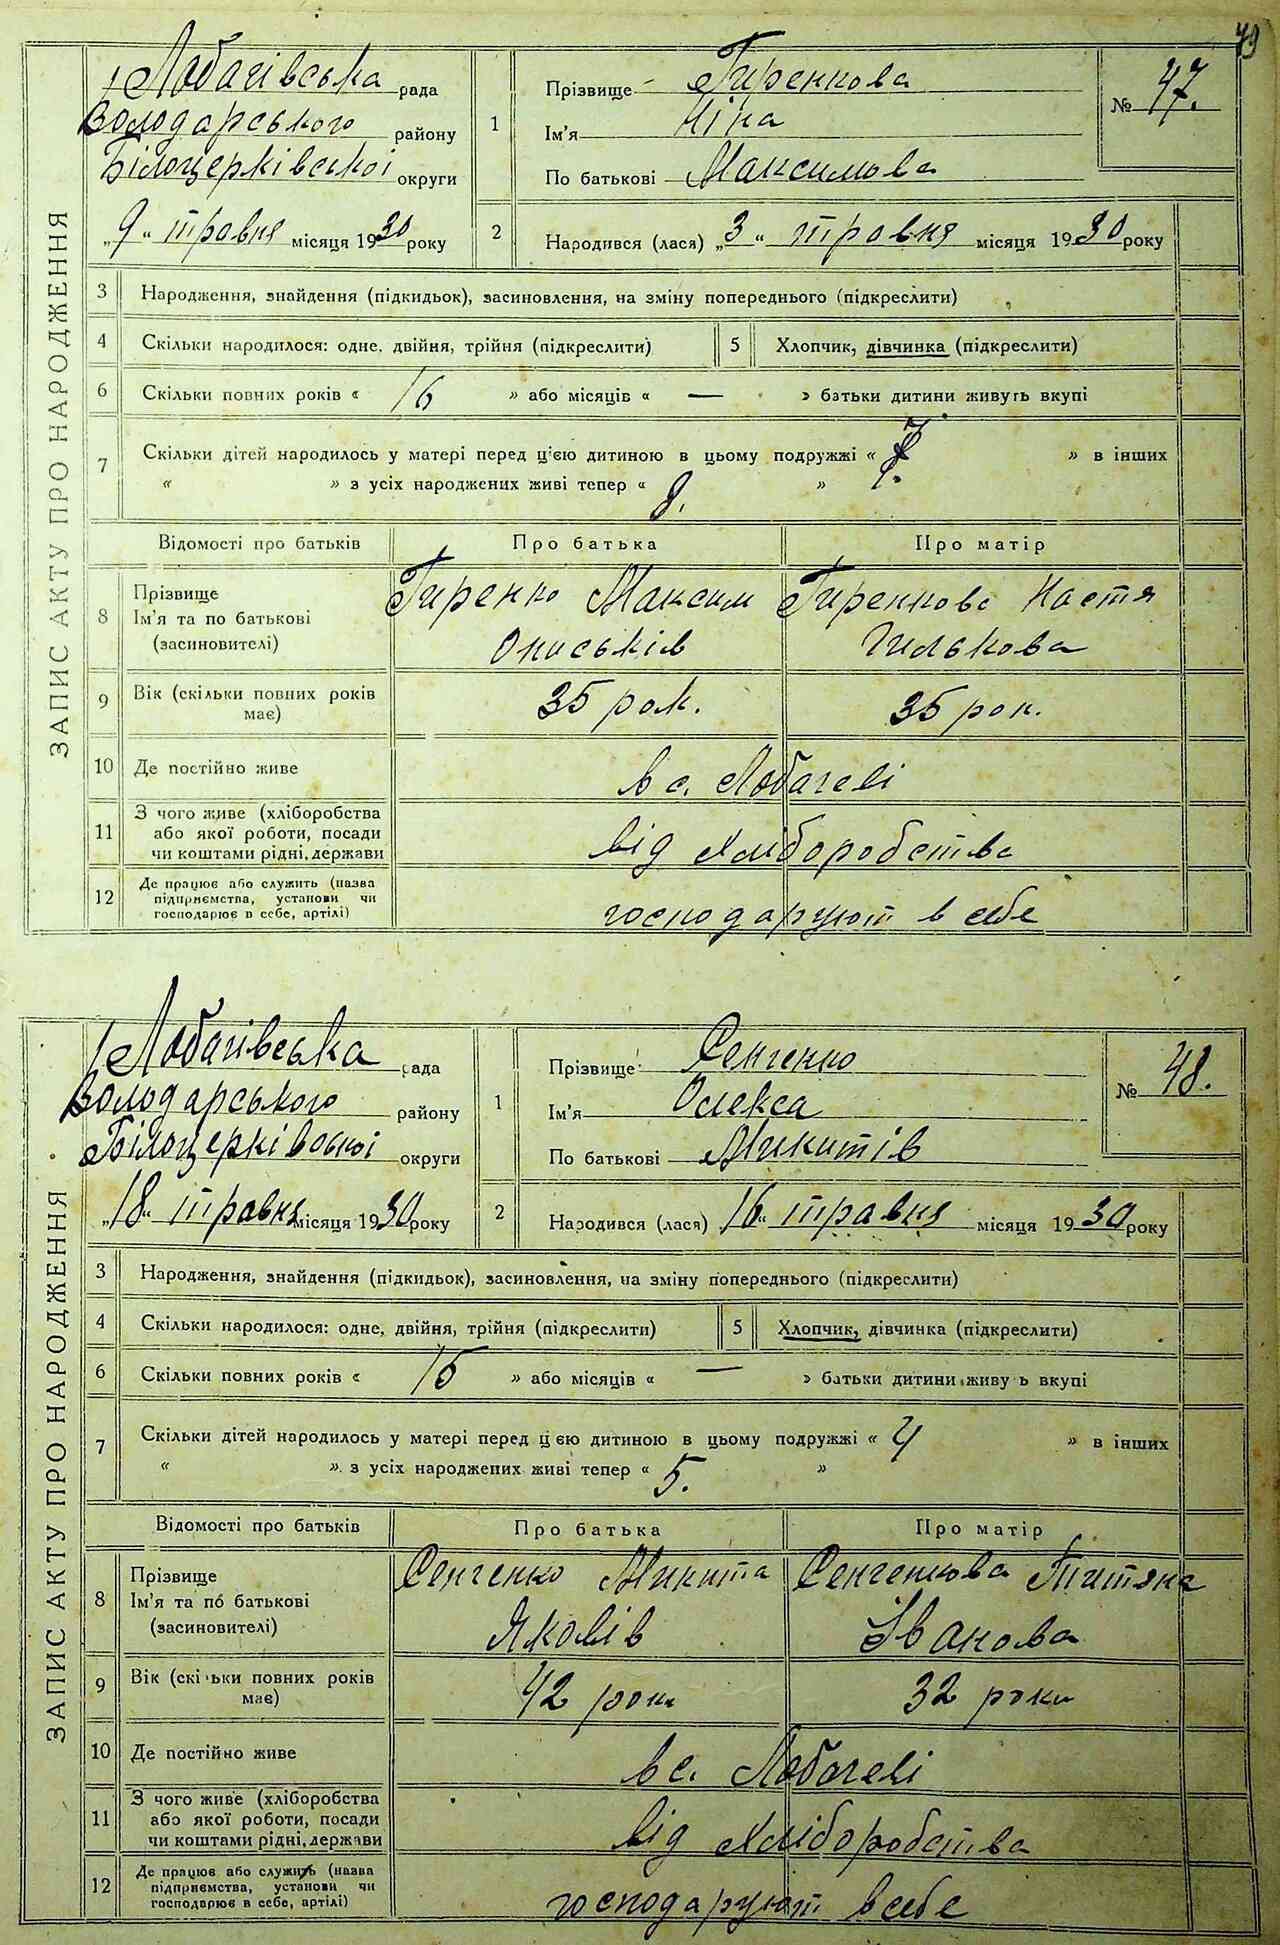 49
ЗАПИС АКТУ ПРО НАРОДЖЕННЯ
Лобачівська рада
Володарського району
Білоцерківської округи
„9“ травня місяця 1930 року
1 Прізвище Гиренкова
Ім'я Ніна
По батькові Максимова
№ 47.
2 Народився (лася) „3“ травня місяця 1930 року
3 Народження, знайдення (підкидьок), засиновлення, на зміну попереднього (підкреслити)
4 Скільки народилося: одне, двійня, трійня (підкреслити) 5 Хлопчик, дівчинка (підкреслити)
6 Скільки повних років « 16 » або місяців « — » батьки дитини живуть вкупі
7 Скільки дітей народилось у матері перед цією дитиною в цьому подружжі « 7 » в інших
« » з усіх народжених живі тепер « 8. »
Відомості про батьків Про батька Про матір
8 Прізвище Ім'я та по батькові (засиновителі) Гиренко Максим Гиренкова Настя
Ониськів Гилькова
9 Вік (скільки повних років має) 35 рок. 35 рок.
10 Де постійно живе в с. Лобачеві
11 З чого живе (хліборобства або якої роботи, посади чи коштами рідні, держави від хліборобства
12 Де працює або служить (назва підприємства, установи чи господарює в себе, артілі) господарюют в себе
ЗАПИС АКТУ ПРО НАРОДЖЕННЯ
Лобачівська рада
Володарського району
Білоцерківської округи
„18“ травня місяця 1930 року
1 Прізвище Сенченко
Ім'я Олекса
По батькові Микитів
№ 48.
2 Народився (лася) 16“ травня місяця 1930 року
3 Народження, знайдення (підкидьок), засиновлення, на зміну попереднього (підкреслити)
4 Скільки народилося: одне, двійня, трійня (підкреслити) 5 Хлопчик, дівчинка (підкреслити)
6 Скільки повних років « 15 » або місяців « — » батьки дитини живу ь вкупі
7 Скільки дітей народилось у матері перед цією дитиною в цьому подружжі « 4 » в інших
« » з усіх народжених живі тепер « 5. »
Відомості про батьків Про батька Про матір
8 Прізвище Ім'я та по батькові (засиновителі) Сенченко Микита Сенченкова Титяна
Яковів Іванова
9 Вік (скільки повних років має) 42 роки 32 роки
10 Де постійно живе в с. Лобачеві
11 З чого живе (хліборобства або якої роботи, посади чи коштами рідні, держави від хліборобства
12 Де працює або служить (назва підприємства, установи чи господарює в себе, артілі) господарюют в себе